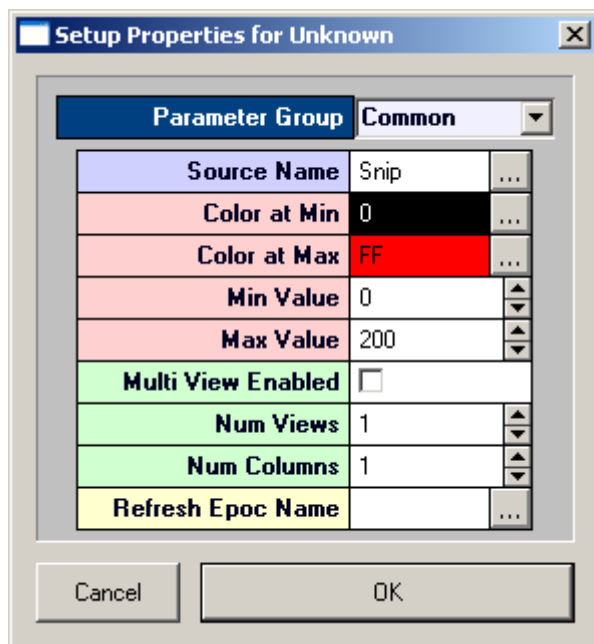 Setup Properties for Unknown
Parameter Group Common
Source Name Snip ...
Color at Min 0 ...
Color at Max FF ...
Min Value 0
Max Value 200
Multi View Enabled
Num Views 1
Num Columns 1
Refresh Epoc Name ...
Cancel OK